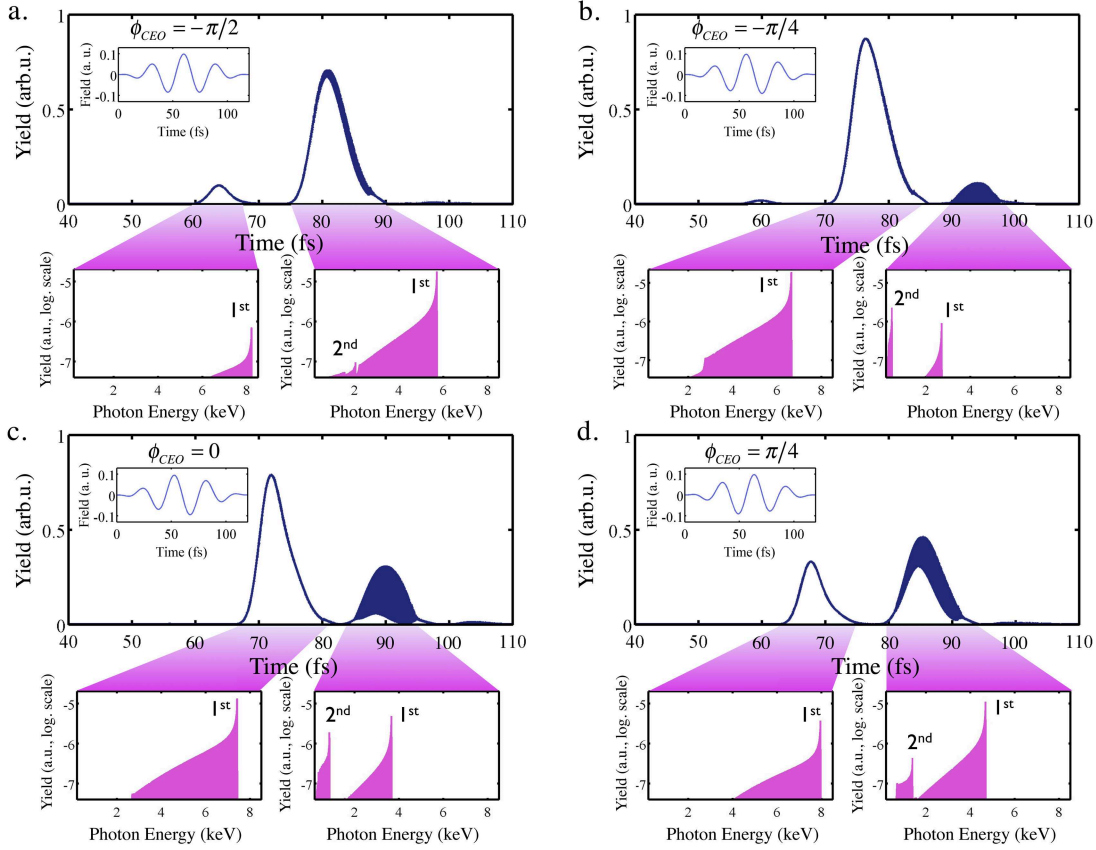 a.
ϕCEO = −π/2
Yield (arb.u.)
1
0.5
0
Field (a. u.)
0.1
0
-0.1
0 50 100
Time (fs)
40 50 60 70 80 90 100 110
Time (fs)
Yield (a.u., log. scale)
-5
-6
-7
1st
2 4 6 8
Photon Energy (keV)
Yield (a.u., log. scale)
-5
-6
-7
2nd
1st
2 4 6 8
Photon Energy (keV)
b.
ϕCEO = −π/4
Yield (arb.u.)
1
0.5
0
Field (a. u.)
0.1
0
-0.1
0 50 100
Time (fs)
40 50 60 70 80 90 100 110
Time (fs)
Yield (a.u., log. scale)
-5
-6
-7
1st
2 4 6 8
Photon Energy (keV)
Yield (a.u., log. scale)
-5
-6
-7
2nd
1st
2 4 6 8
Photon Energy (keV)
c.
ϕCEO = 0
Yield (arb.u.)
1
0.5
0
Field (a. u.)
0.1
0
-0.1
0 50 100
Time (fs)
40 50 60 70 80 90 100 110
Time (fs)
Yield (a.u., log. scale)
-5
-6
-7
1st
2 4 6 8
Photon Energy (keV)
Yield (a.u., log. scale)
-5
-6
-7
2nd
1st
2 4 6 8
Photon Energy (keV)
d.
ϕCEO = π/4
Yield (arb.u.)
1
0.5
0
Field (a. u.)
0.1
0
-0.1
0 50 100
Time (fs)
40 50 60 70 80 90 100 110
Time (fs)
Yield (a.u., log. scale)
-5
-6
-7
1st
2 4 6 8
Photon Energy (keV)
Yield (a.u., log. scale)
-5
-6
-7
2nd
1st
2 4 6 8
Photon Energy (keV)